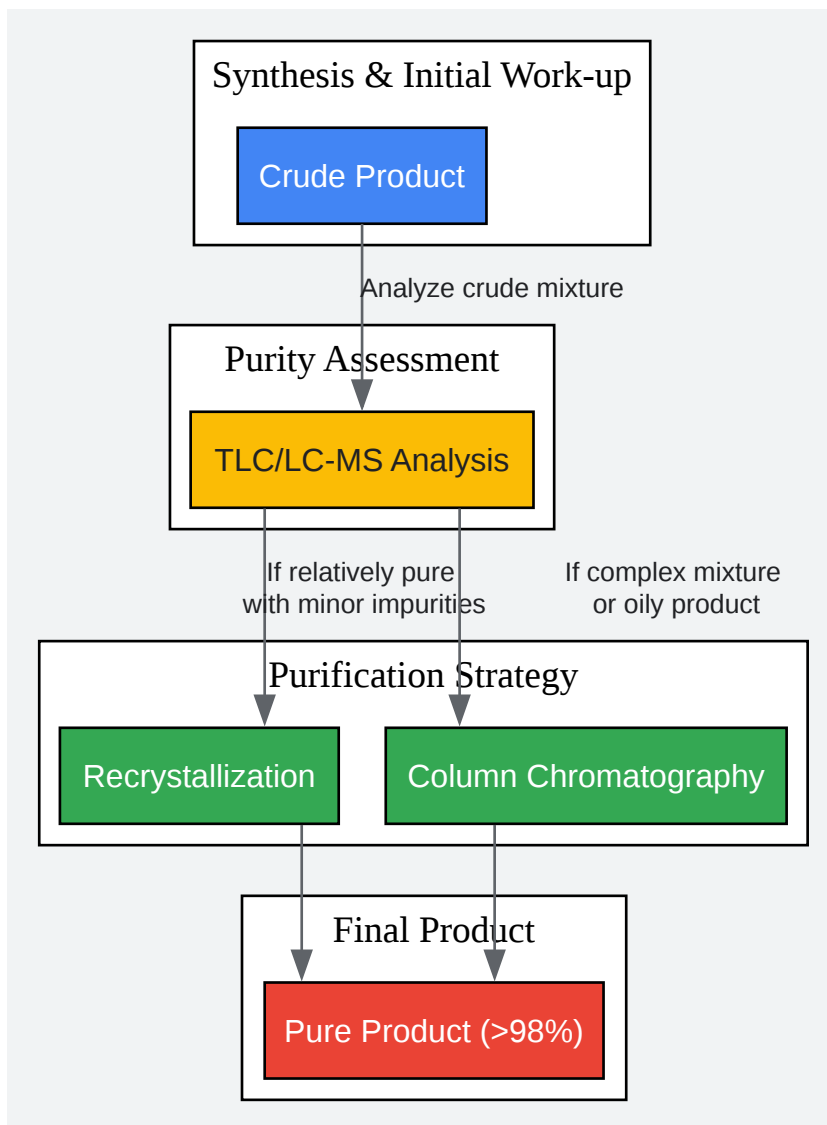 Synthesis & Initial Work-up
Crude Product
Analyze crude mixture
Purity Assessment
TLC/LC-MS Analysis
If relatively pure
with minor impurities
If complex mixture
or oily product
Purification Strategy
Recrystallization
Column Chromatography
Final Product
Pure Product (>98%)